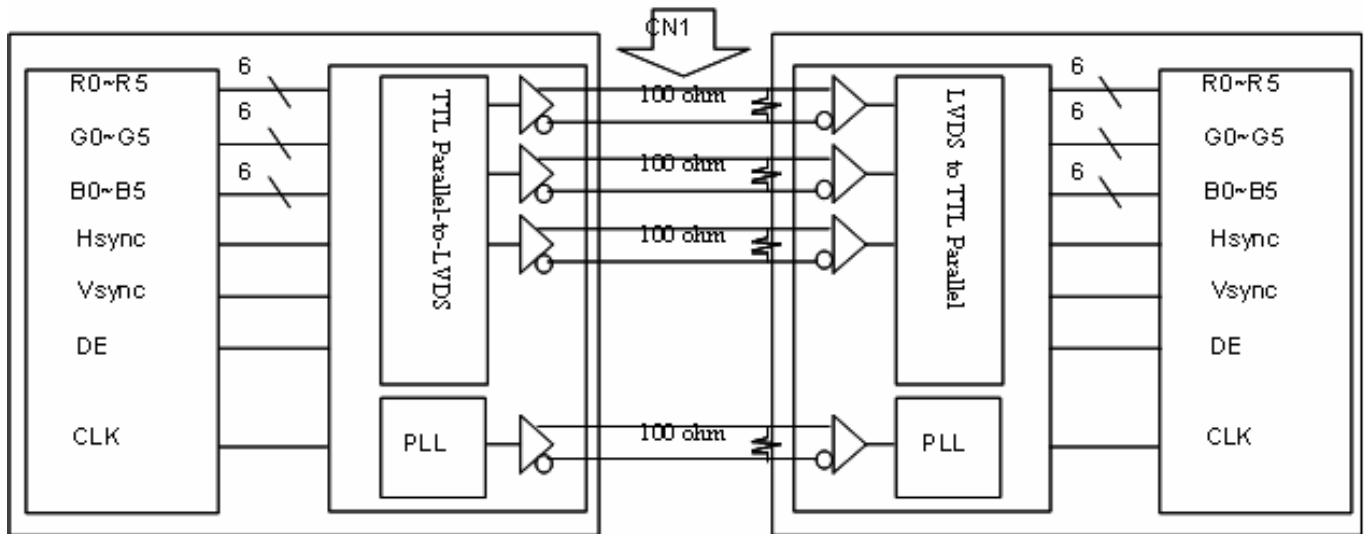 CN1
6
R0~R5
6
G0~G5
6
B0~B5
Hsync
Vsync
DE
CLK
TTL Parallel-to-LVDS
PLL
100 ohm
100 ohm
100 ohm
100 ohm
LVDS to TTL Parallel
PLL
6
R0~R5
6
G0~G5
6
B0~B5
Hsync
Vsync
DE
CLK